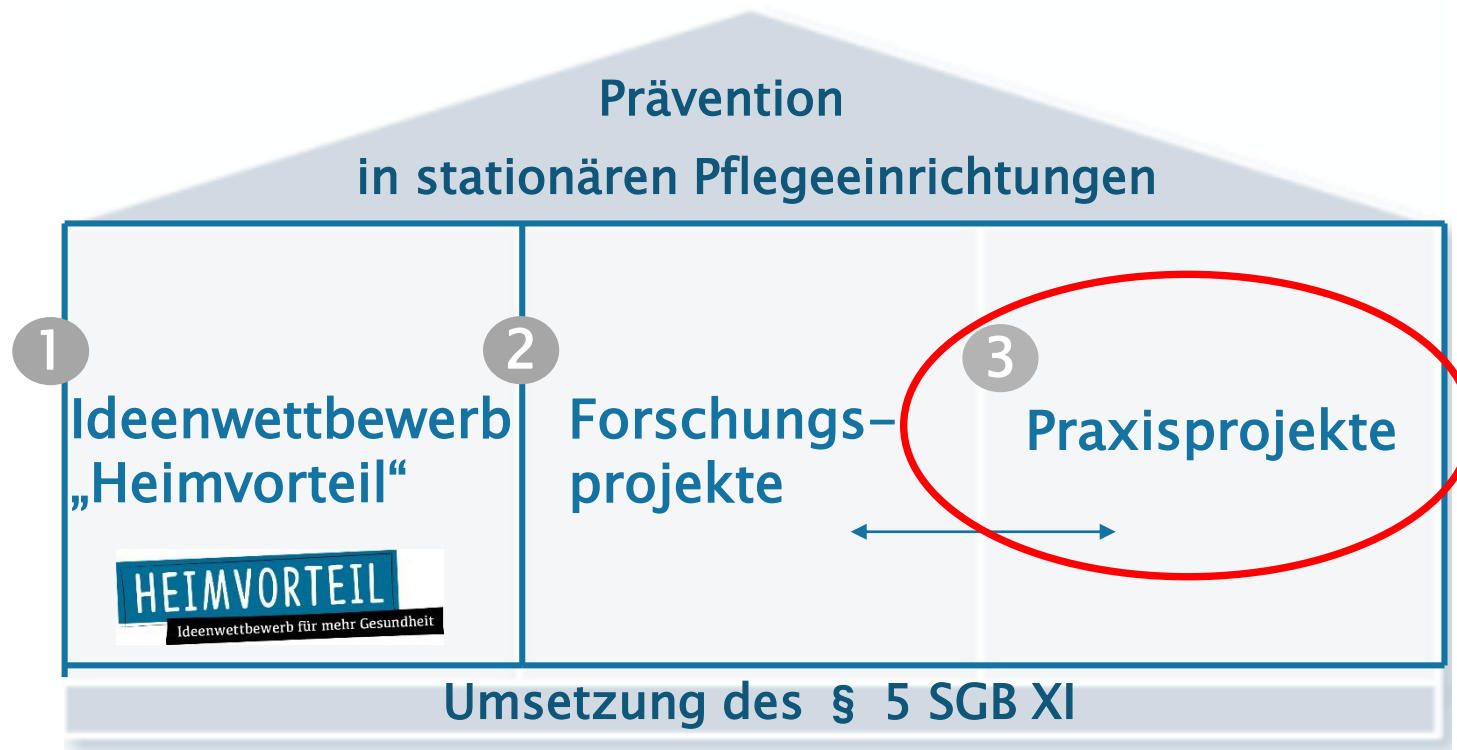 Prävention
in stationären Pflegeeinrichtungen
1
2
3
Ideenwettbewerb
„Heimvorteil“
Forschungs-
projekte
Praxisprojekte
HEIMVORTEIL
Ideenwettbewerb für mehr Gesundheit
Umsetzung des § 5 SGB XI